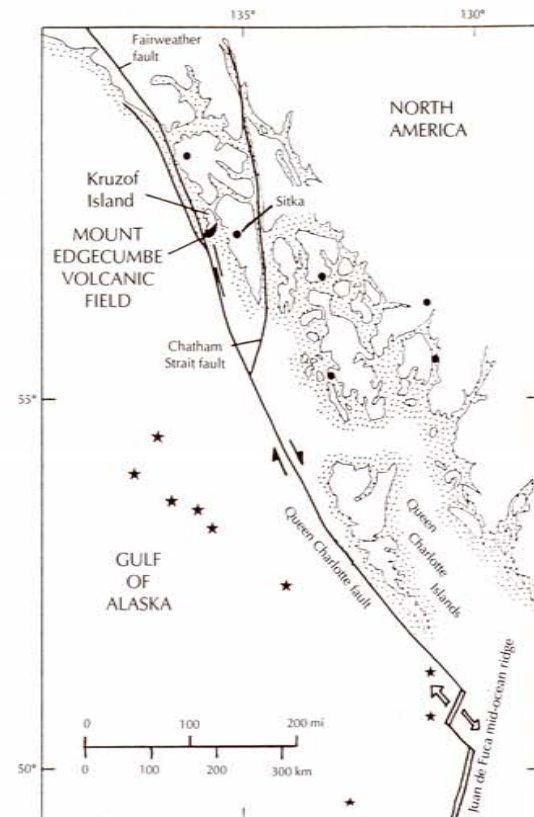 135°
130°
Fairweather
fault
NORTH
AMERICA
Kruzof
Island
Sitka
MOUNT
EDGECUMBE
VOLCANIC
FIELD
Chatham
Strait fault
55°
Queen Charlotte fault
Queen
Charlotte
Islands
GULF
OF
ALASKA
Juan de Fuca mid-ocean ridge
0 100 200 mi
0 100 200 300 km
50°